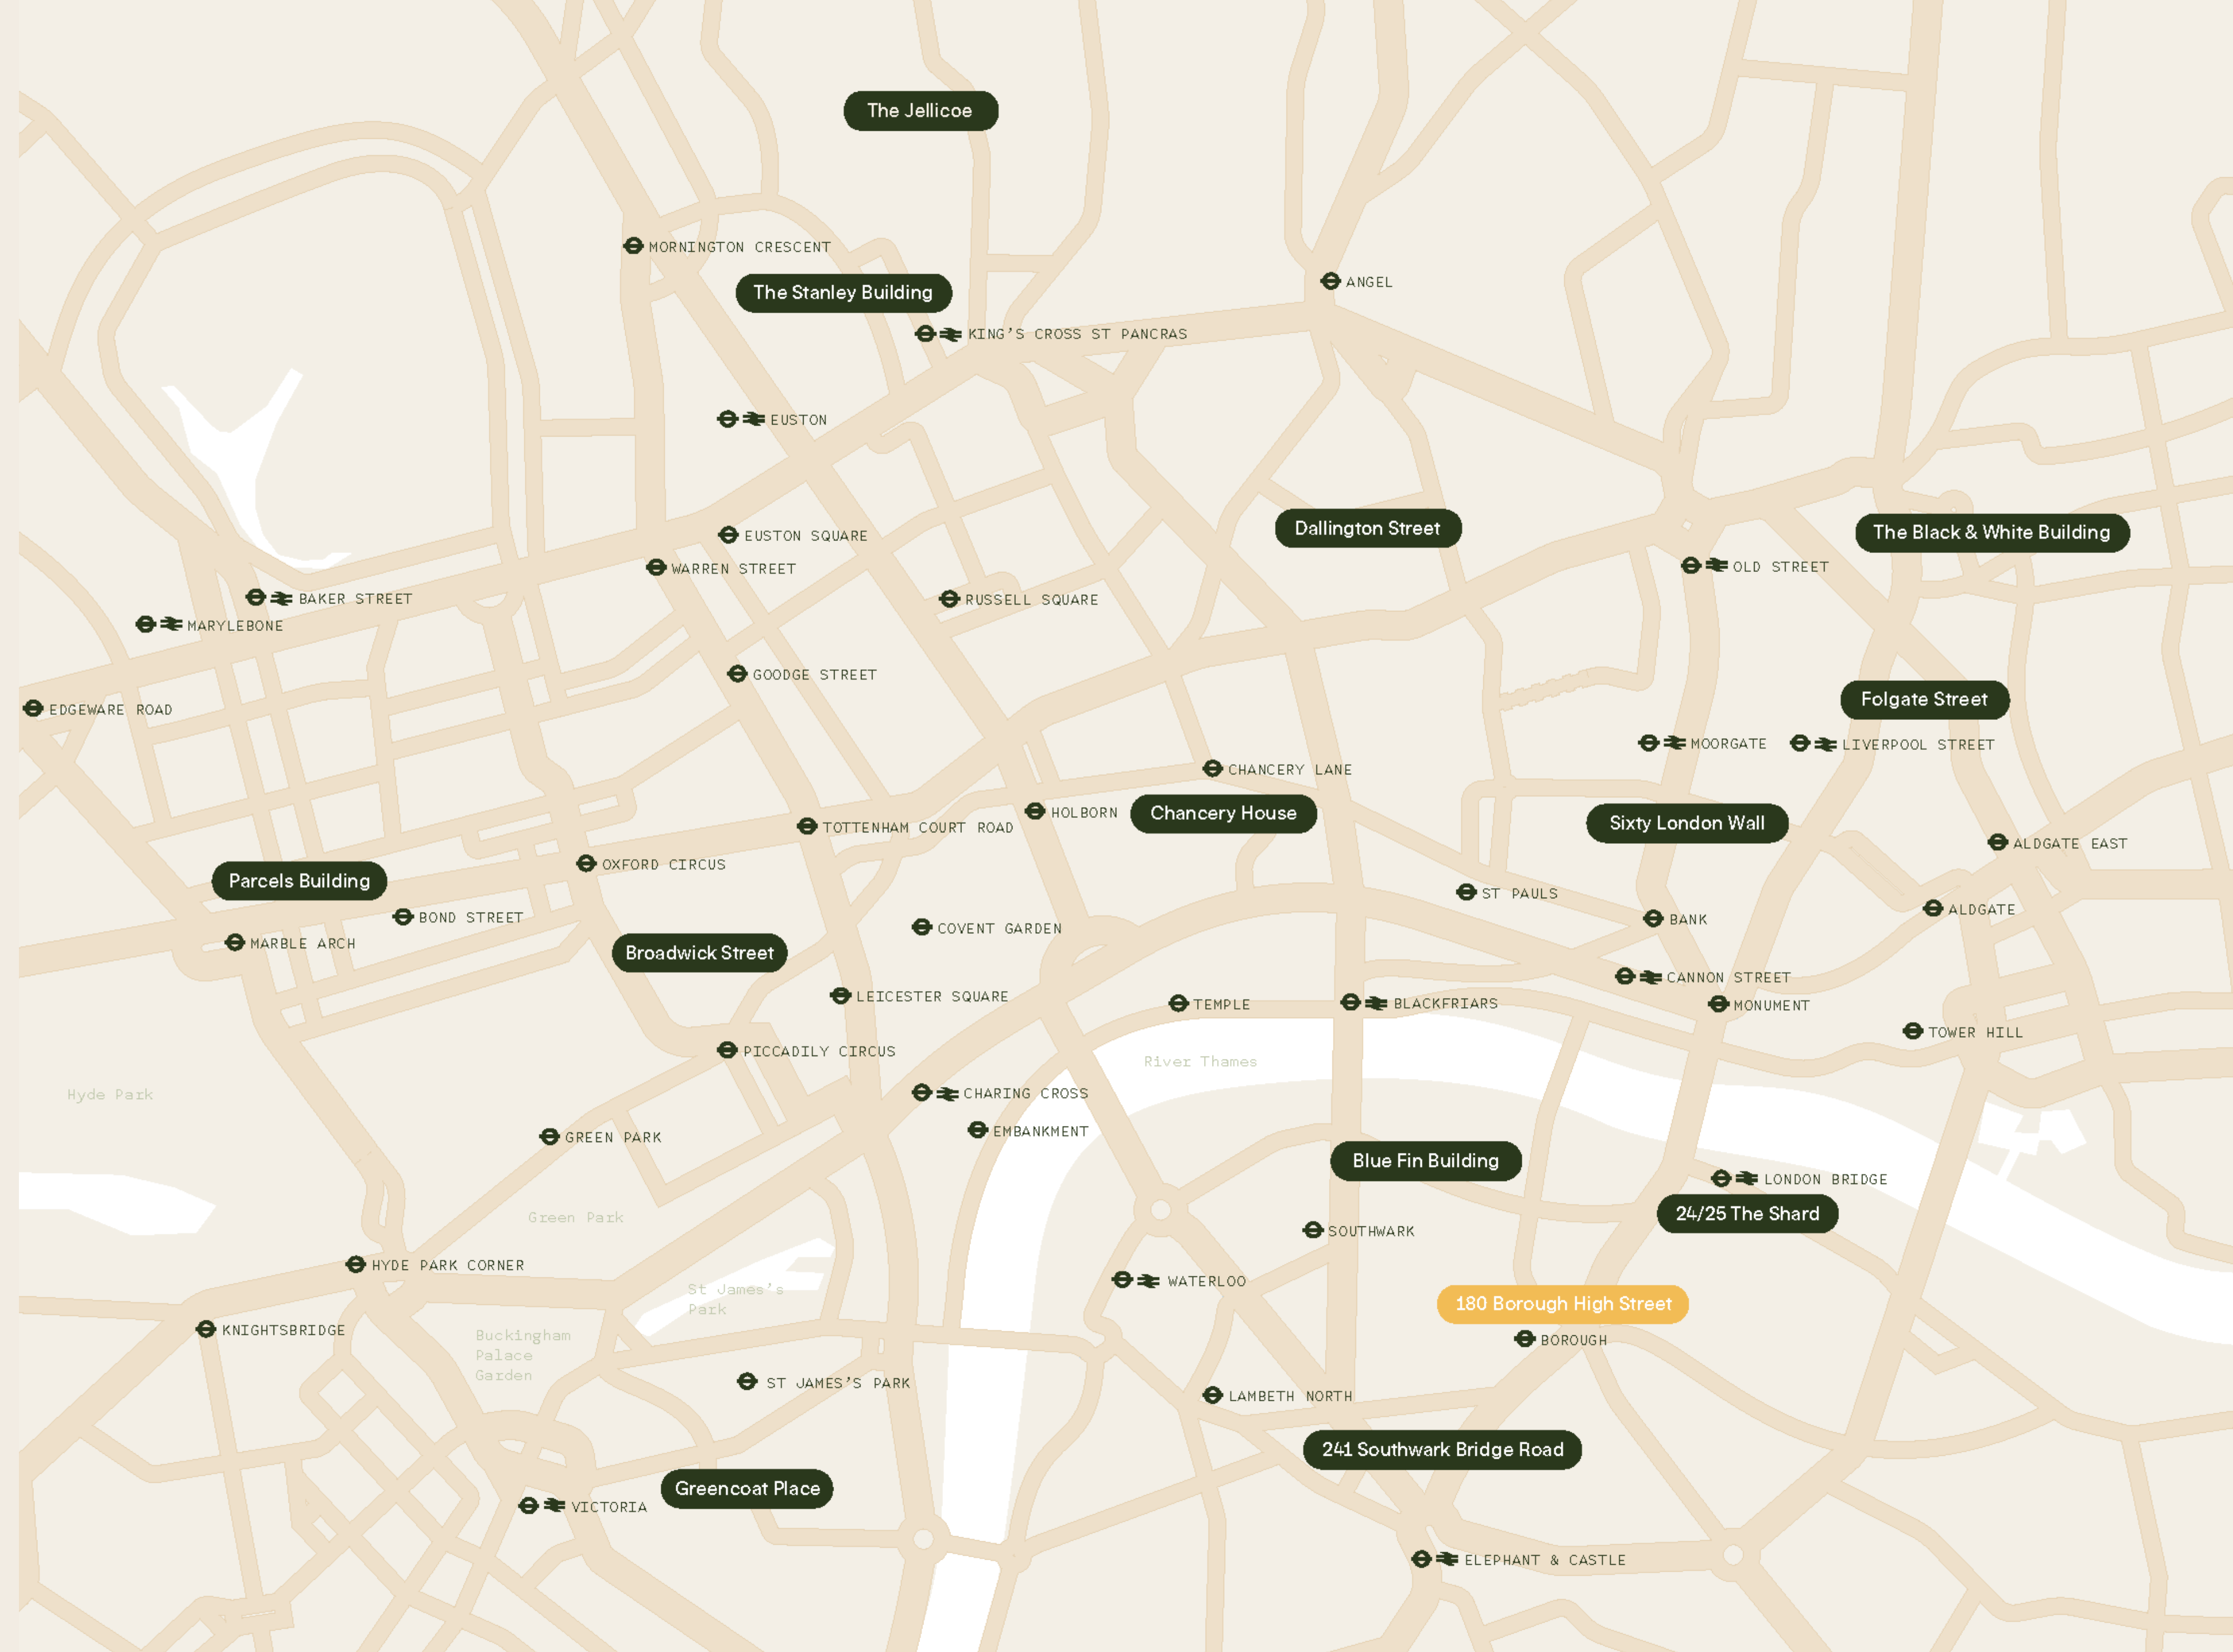 The Jellicoe
MORNINGTON CRESCENT
ANGEL
The Stanley Building
KING'S CROSS ST PANCRAS
EUSTON
Dallington Street
The Black & White Building
EUSTON SQUARE
OLD STREET
WARREN STREET
BAKER STREET
RUSSELL SQUARE
MARYLEBONE
GOODGE STREET
Folgate Street
EDGEWARE ROAD
MOORGATE
LIVERPOOL STREET
CHANCERY LANE
HOLBORN
Chancery House
Sixty London Wall
TOTTENHAM COURT ROAD
ALDGATE EAST
OXFORD CIRCUS
Parcels Building
ST PAULS
ALDGATE
BOND STREET
BANK
COVENT GARDEN
MARBLE ARCH
Broadwick Street
CANNON STREET
LEICESTER SQUARE
TEMPLE
BLACKFRIARS
MONUMENT
TOWER HILL
PICCADILY CIRCUS
River Thames
Hyde Park
CHARING CROSS
EMBANKMENT
GREEN PARK
Blue Fin Building
LONDON BRIDGE
24/25 The Shard
Green Park
SOUTHWARK
HYDE PARK CORNER
WATERLOO
St James's
Park
180 Borough High Street
KNIGHTSBRIDGE
Buckingham
Palace
Garden
BOROUGH
ST JAMES'S PARK
LAMBETH NORTH
241 Southwark Bridge Road
Greencoat Place
VICTORIA
ELEPHANT & CASTLE